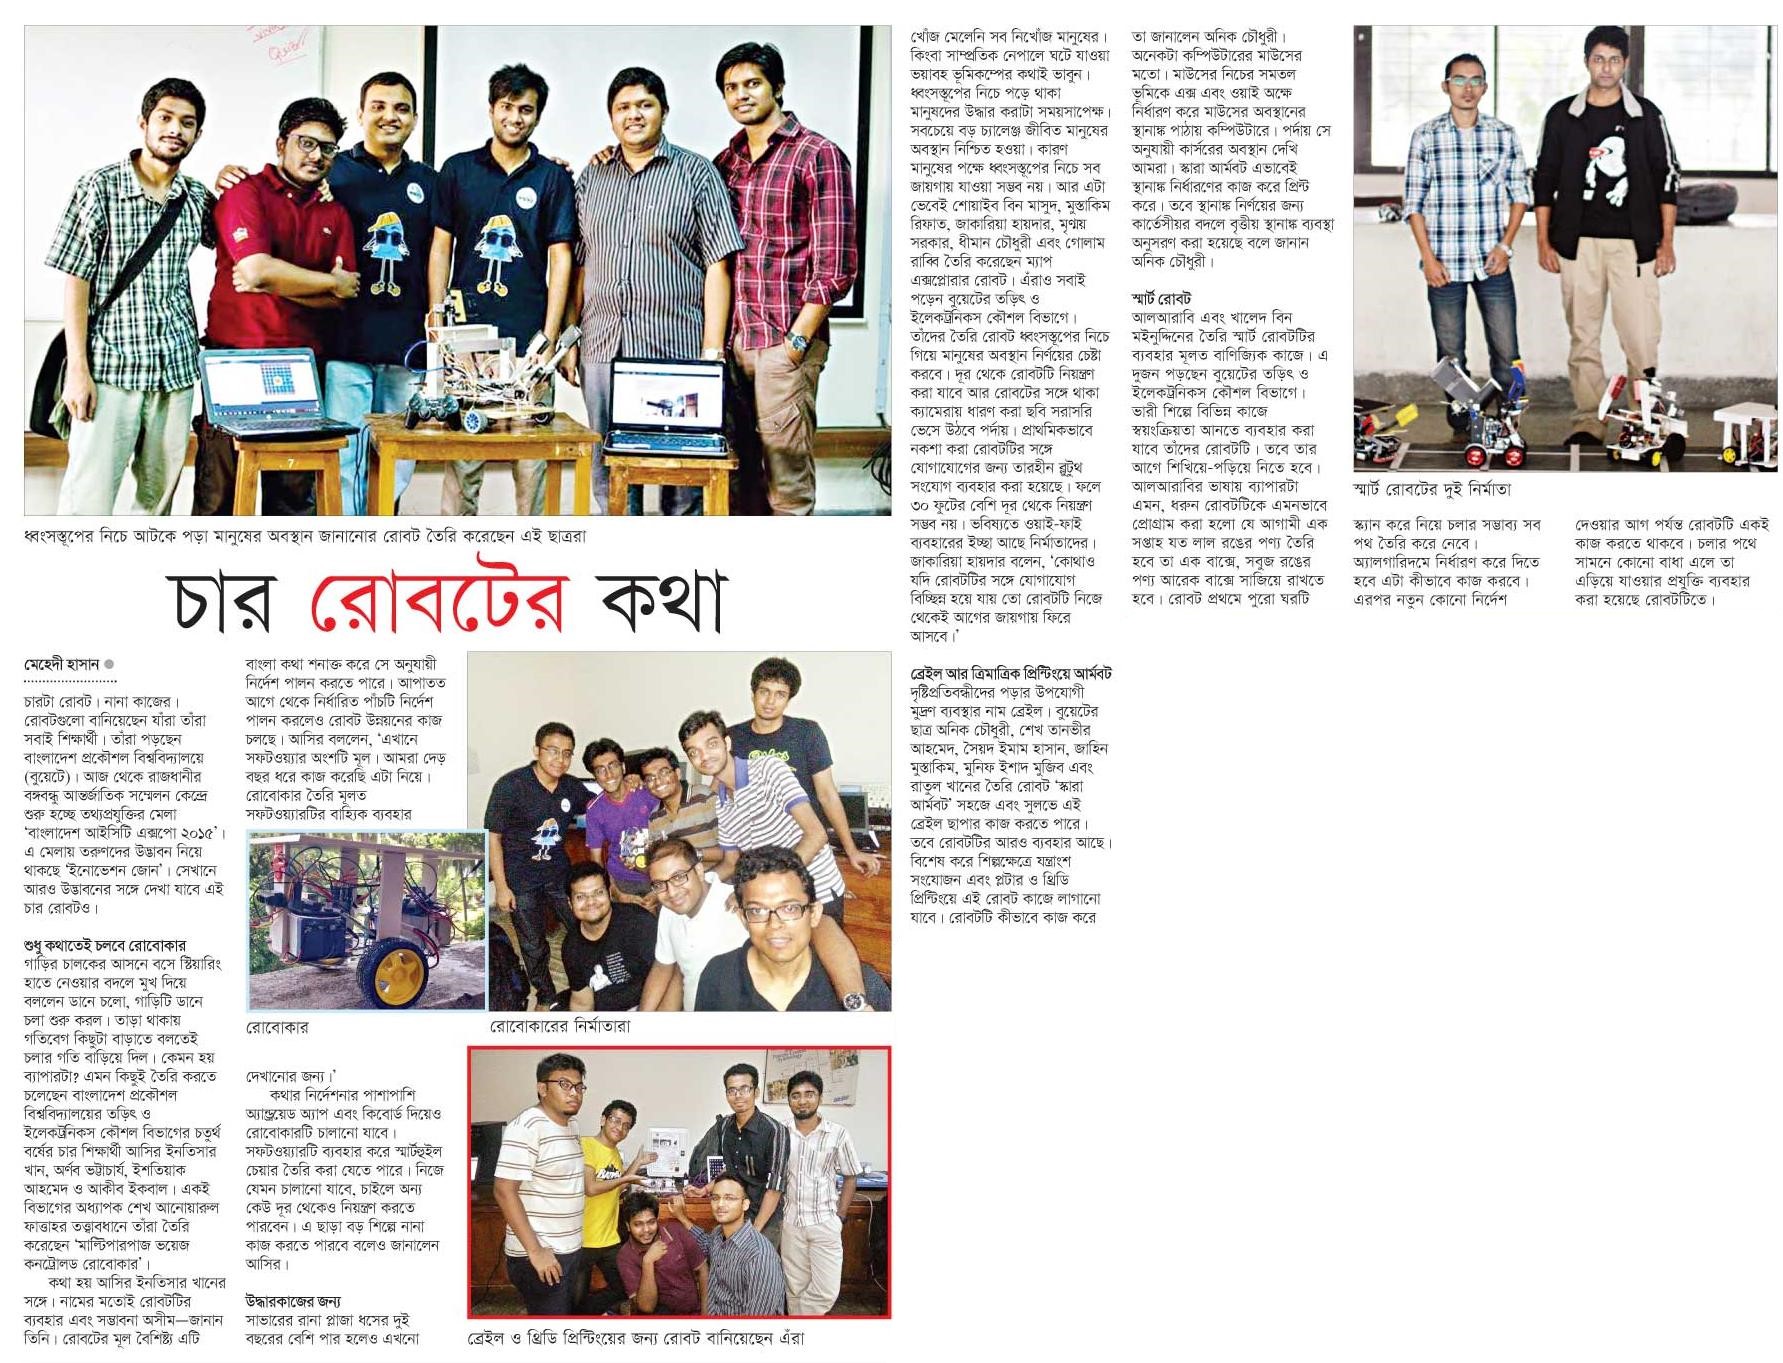 ধ্বংসস্তূপের নিচে আটকে পড়া মানুষের অবস্থান জানানোর রোবট তৈরি করেছেন এই ছাত্ররা
চার রোবটের কথা
মেহেদী হাসান
চারটা রোবট। নানা কাজের।
রোবটগুলো বানিয়েছেন যাঁরা তাঁরা
সবাই শিক্ষার্থী। তাঁরা পড়ছেন
বাংলাদেশ প্রকৌশল বিশ্ববিদ্যালয়ে
(বুয়েটে)। আজ থেকে রাজধানীর
বঙ্গবন্ধু আন্তর্জাতিক সম্মেলন কেন্দ্রে
শুরু হচ্ছে তথ্যপ্রযুক্তির মেলা
‘বাংলাদেশ আইসিটি এক্সপো ২০১৫’।
এ মেলায় তরুণদের উদ্ভাবন নিয়ে
থাকছে ‘ইনোভেশন জোন’। সেখানে
আরও উদ্ভাবনের সঙ্গে দেখা যাবে এই
চার রোবটও।
শুধু কথাতেই চলবে রোবোকার
গাড়ির চালকের আসনে বসে স্টিয়ারিং
হাতে নেওয়ার বদলে মুখ দিয়ে
বললেন ডানে চলো, গাড়িটি ডানে
চলা শুরু করল। তাড়া থাকায়
গতিবেগ কিছুটা বাড়াতে বলতেই
চলার গতি বাড়িয়ে দিল। কেমন হয়
ব্যাপারটা? এমন কিছুই তৈরি করতে
চলেছেন বাংলাদেশ প্রকৌশল
বিশ্ববিদ্যালয়ের তড়িৎ ও
ইলেকট্রনিকস কৌশল বিভাগের চতুর্থ
বর্ষের চার শিক্ষার্থী আসির ইনতিসার
খান, অর্ণব ভট্টাচার্য, ইশতিয়াক
আহমেদ ও আকীব ইকবাল। একই
বিভাগের অধ্যাপক শেখ আনোয়ারুল
ফাত্তাহর তত্ত্বাবধানে তাঁরা তৈরি
করেছেন ‘মাল্টিপারপাজ ভয়েজ
কনট্রোলড রোবোকার’।
কথা হয় আসির ইনতিসার খানের
সঙ্গে। নামের মতোই রোবটটির
ব্যবহার এবং সম্ভাবনা অসীম—জানান
তিনি। রোবটের মূল বৈশিষ্ট্য এটি
বাংলা কথা শনাক্ত করে সে অনুযায়ী
নির্দেশ পালন করতে পারে। আপাতত
আগে থেকে নির্ধারিত পাঁচটি নির্দেশ
পালন করলেও রোবট উন্নয়নের কাজ
চলছে। আসির বললেন, ‘এখানে
সফটওয়্যার অংশটি মূল। আমরা দেড়
বছর ধরে কাজ করেছি এটা নিয়ে।
রোবোকার তৈরি মূলত
সফটওয়্যারটির বাহ্যিক ব্যবহার
রোবোকার
রোবোকারের নির্মাতারা
দেখানোর জন্য।’
কথার নির্দেশনার পাশাপাশি
অ্যান্ড্রয়েড অ্যাপ এবং কিবোর্ড দিয়েও
রোবোকারটি চালানো যাবে।
সফটওয়্যারটি ব্যবহার করে স্মার্টহুইল
চেয়ার তৈরি করা যেতে পারে। নিজে
যেমন চালানো যাবে, চাইলে অন্য
কেউ দূর থেকেও নিয়ন্ত্রণ করতে
পারবেন। এ ছাড়া বড় শিল্পে নানা
কাজ করতে পারবে বলেও জানালেন
আসির।
উদ্ধারকাজের জন্য
সাভারের রানা প্লাজা ধসের দুই
বছরের বেশি পার হলেও এখনো
ব্রেইল ও থ্রিডি প্রিন্টিংয়ের জন্য রোবট বানিয়েছেন এঁরা
খোঁজ মেলেনি সব নিখোঁজ মানুষের।
কিংবা সাম্প্রতিক নেপালে ঘটে যাওয়া
ভয়াবহ ভূমিকম্পের কথাই ভাবুন।
ধ্বংসস্তূপের নিচে পড়ে থাকা
মানুষদের উদ্ধার করাটা সময়সাপেক্ষ।
সবচেয়ে বড় চ্যালেঞ্জ জীবিত মানুষের
অবস্থান নিশ্চিত হওয়া। কারণ
মানুষের পক্ষে ধ্বংসস্তূপের নিচে সব
জায়গায় যাওয়া সম্ভব নয়। আর এটা
ভেবেই শোয়াইব বিন মাসুদ, মুস্তাকিম
রিফাত, জাকারিয়া হায়দার, মৃণ্ময়
সরকার, ধীমান চৌধুরী এবং গোলাম
রাব্বি তৈরি করেছেন ম্যাপ
এক্সপ্লোরার রোবট। এঁরাও সবাই
পড়েন বুয়েটের তড়িৎ ও
ইলেকট্রনিকস কৌশল বিভাগে।
তাঁদের তৈরি রোবট ধ্বংসস্তূপের নিচে
গিয়ে মানুষের অবস্থান নির্ণয়ের চেষ্টা
করবে। দূর থেকে রোবটটি নিয়ন্ত্রণ
করা যাবে আর রোবটের সঙ্গে থাকা
ক্যামেরায় ধারণ করা ছবি সরাসরি
ভেসে উঠবে পর্দায়। প্রাথমিকভাবে
নকশা করা রোবটটির সঙ্গে
যোগাযোগের জন্য তারহীন ব্লুটুথ
সংযোগ ব্যবহার করা হয়েছে। ফলে
৩০ ফুটের বেশি দূর থেকে নিয়ন্ত্রণ
সম্ভব নয়। ভবিষ্যতে ওয়াই-ফাই
ব্যবহারের ইচ্ছা আছে নির্মাতাদের।
জাকারিয়া হায়দার বলেন, ‘কোথাও
যদি রোবটটির সঙ্গে যোগাযোগ
বিচ্ছিন্ন হয়ে যায় তো রোবটটি নিজে
থেকেই আগের জায়গায় ফিরে
আসবে।’
ব্রেইল আর ত্রিমাত্রিক প্রিন্টিংয়ে আর্মবট
দৃষ্টিপ্রতিবন্ধীদের পড়ার উপযোগী
মুদ্রণ ব্যবস্থার নাম ব্রেইল। বুয়েটের
ছাত্র অনিক চৌধুরী, শেখ তানভীর
আহমেদ, সৈয়দ ইমাম হাসান, জাহিন
মুস্তাকিম, মুনিফ ইশাদ মুজিব এবং
রাতুল খানের তৈরি রোবট ‘স্কারা
আর্মবট’ সহজে এবং সুলভে এই
ব্রেইল ছাপার কাজ করতে পারে।
তবে রোবটটির আরও ব্যবহার আছে।
বিশেষ করে শিল্পক্ষেত্রে যন্ত্রাংশ
সংযোজন এবং প্লটার ও থ্রিডি
প্রিন্টিংয়ে এই রোবট কাজে লাগানো
যাবে। রোবটটি কীভাবে কাজ করে
তা জানালেন অনিক চৌধুরী।
অনেকটা কম্পিউটারের মাউসের
মতো। মাউসের নিচের সমতল
ভূমিকে এক্স এবং ওয়াই অক্ষে
নির্ধারণ করে মাউসের অবস্থানের
স্থানাঙ্ক পাঠায় কম্পিউটারে। পর্দায় সে
অনুযায়ী কার্সরের অবস্থান দেখি
আমরা। স্কারা আর্মবট এভাবেই
স্থানাঙ্ক নির্ধারণের কাজ করে প্রিন্ট
করে। তবে স্থানাঙ্ক নির্ণয়ের জন্য
কার্তেসীয়র বদলে বৃত্তীয় স্থানাঙ্ক ব্যবস্থা
অনুসরণ করা হয়েছে বলে জানান
অনিক চৌধুরী।
স্মার্ট রোবট
আলআরাবি এবং খালেদ বিন
মইনুদ্দিনের তৈরি স্মার্ট রোবটটির
ব্যবহার মূলত বাণিজ্যিক কাজে। এ
দুজন পড়ছেন বুয়েটের তড়িৎ ও
ইলেকট্রনিকস কৌশল বিভাগে।
ভারী শিল্পে বিভিন্ন কাজে
স্বয়ংক্রিয়তা আনতে ব্যবহার করা
যাবে তাঁদের রোবটটি। তবে তার
আগে শিখিয়ে-পড়িয়ে নিতে হবে।
আলআরাবির ভাষায় ব্যাপারটা
এমন, ধরুন রোবটটিকে এমনভাবে
প্রোগ্রাম করা হলো যে আগামী এক
সপ্তাহ যত লাল রঙের পণ্য তৈরি
হবে তা এক বাক্সে, সবুজ রঙের
পণ্য আরেক বাক্সে সাজিয়ে রাখতে
হবে। রোবট প্রথমে পুরো ঘরটি
স্মার্ট রোবটের দুই নির্মাতা
স্ক্যান করে নিয়ে চলার সম্ভাব্য সব
পথ তৈরি করে নেবে।
অ্যালগারিদমে নির্ধারণ করে দিতে
হবে এটা কীভাবে কাজ করবে।
এরপর নতুন কোনো নির্দেশ
দেওয়ার আগ পর্যন্ত রোবটটি একই
কাজ করতে থাকবে। চলার পথে
সামনে কোনো বাধা এলে তা
এড়িয়ে যাওয়ার প্রযুক্তি ব্যবহার
করা হয়েছে রোবটটিতে।